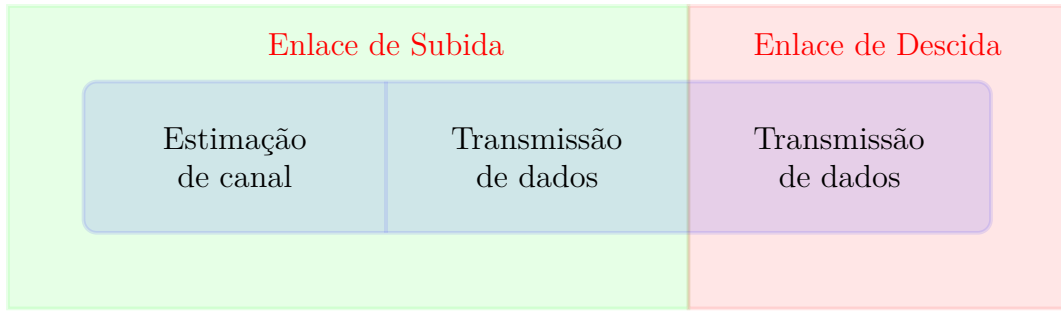 Enlace de Subida
Enlace de Descida
Estimação
de canal
Transmissão
de dados
Transmissão
de dados